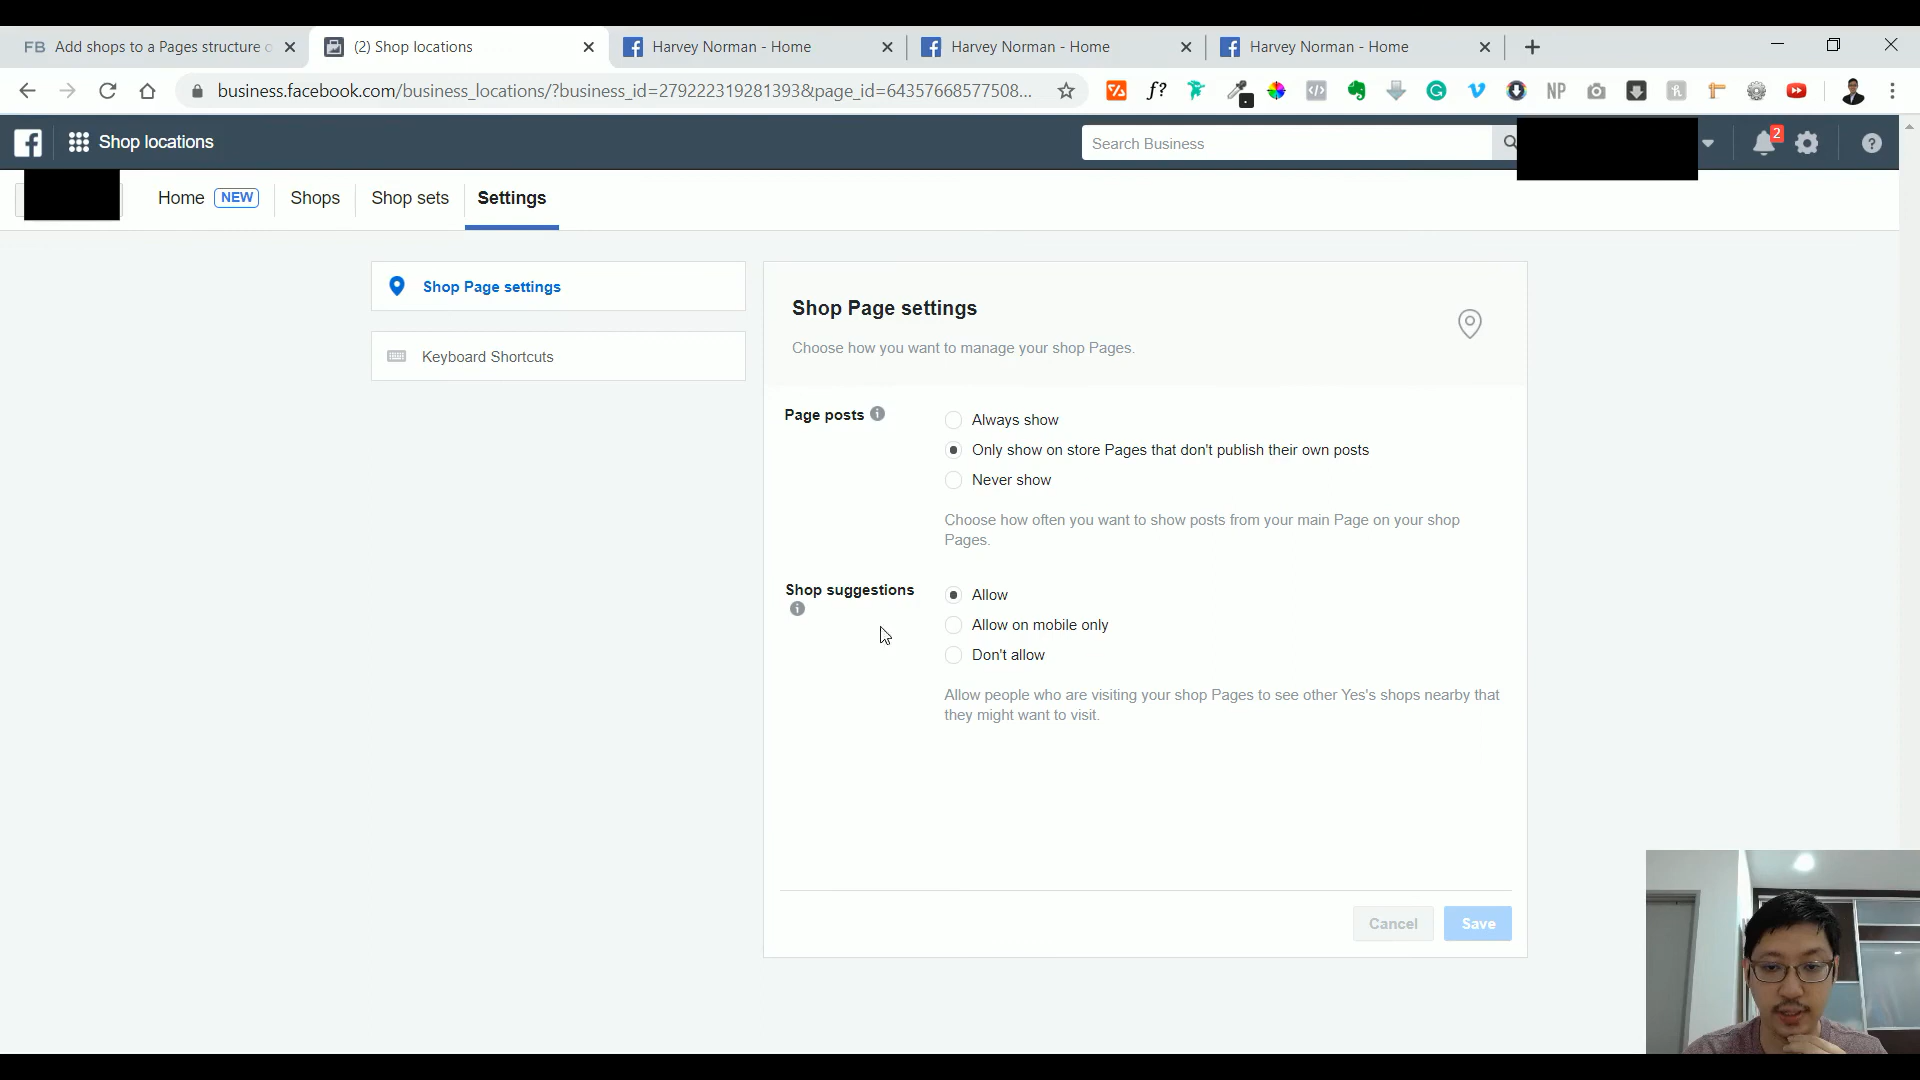 FB Add shops to a Pages structure o
(2) Shop locations
Harvey Norman - Home
Harvey Norman - Home
Harvey Norman - Home
business.facebook.com/business_locations/?business_id=279222319281393&page_id=64357668577508...
f?
NP
Shop locations
Search Business
2
Home NEW
Shops
Shop sets
Settings
Shop Page settings
Keyboard Shortcuts
Shop Page settings
Choose how you want to manage your shop Pages.
Page posts
Always show
Only show on store Pages that don't publish their own posts
Never show
Choose how often you want to show posts from your main Page on your shop
Pages.
Shop suggestions
Allow
Allow on mobile only
Don't allow
Allow people who are visiting your shop Pages to see other Yes's shops nearby that
they might want to visit.
Cancel
Save